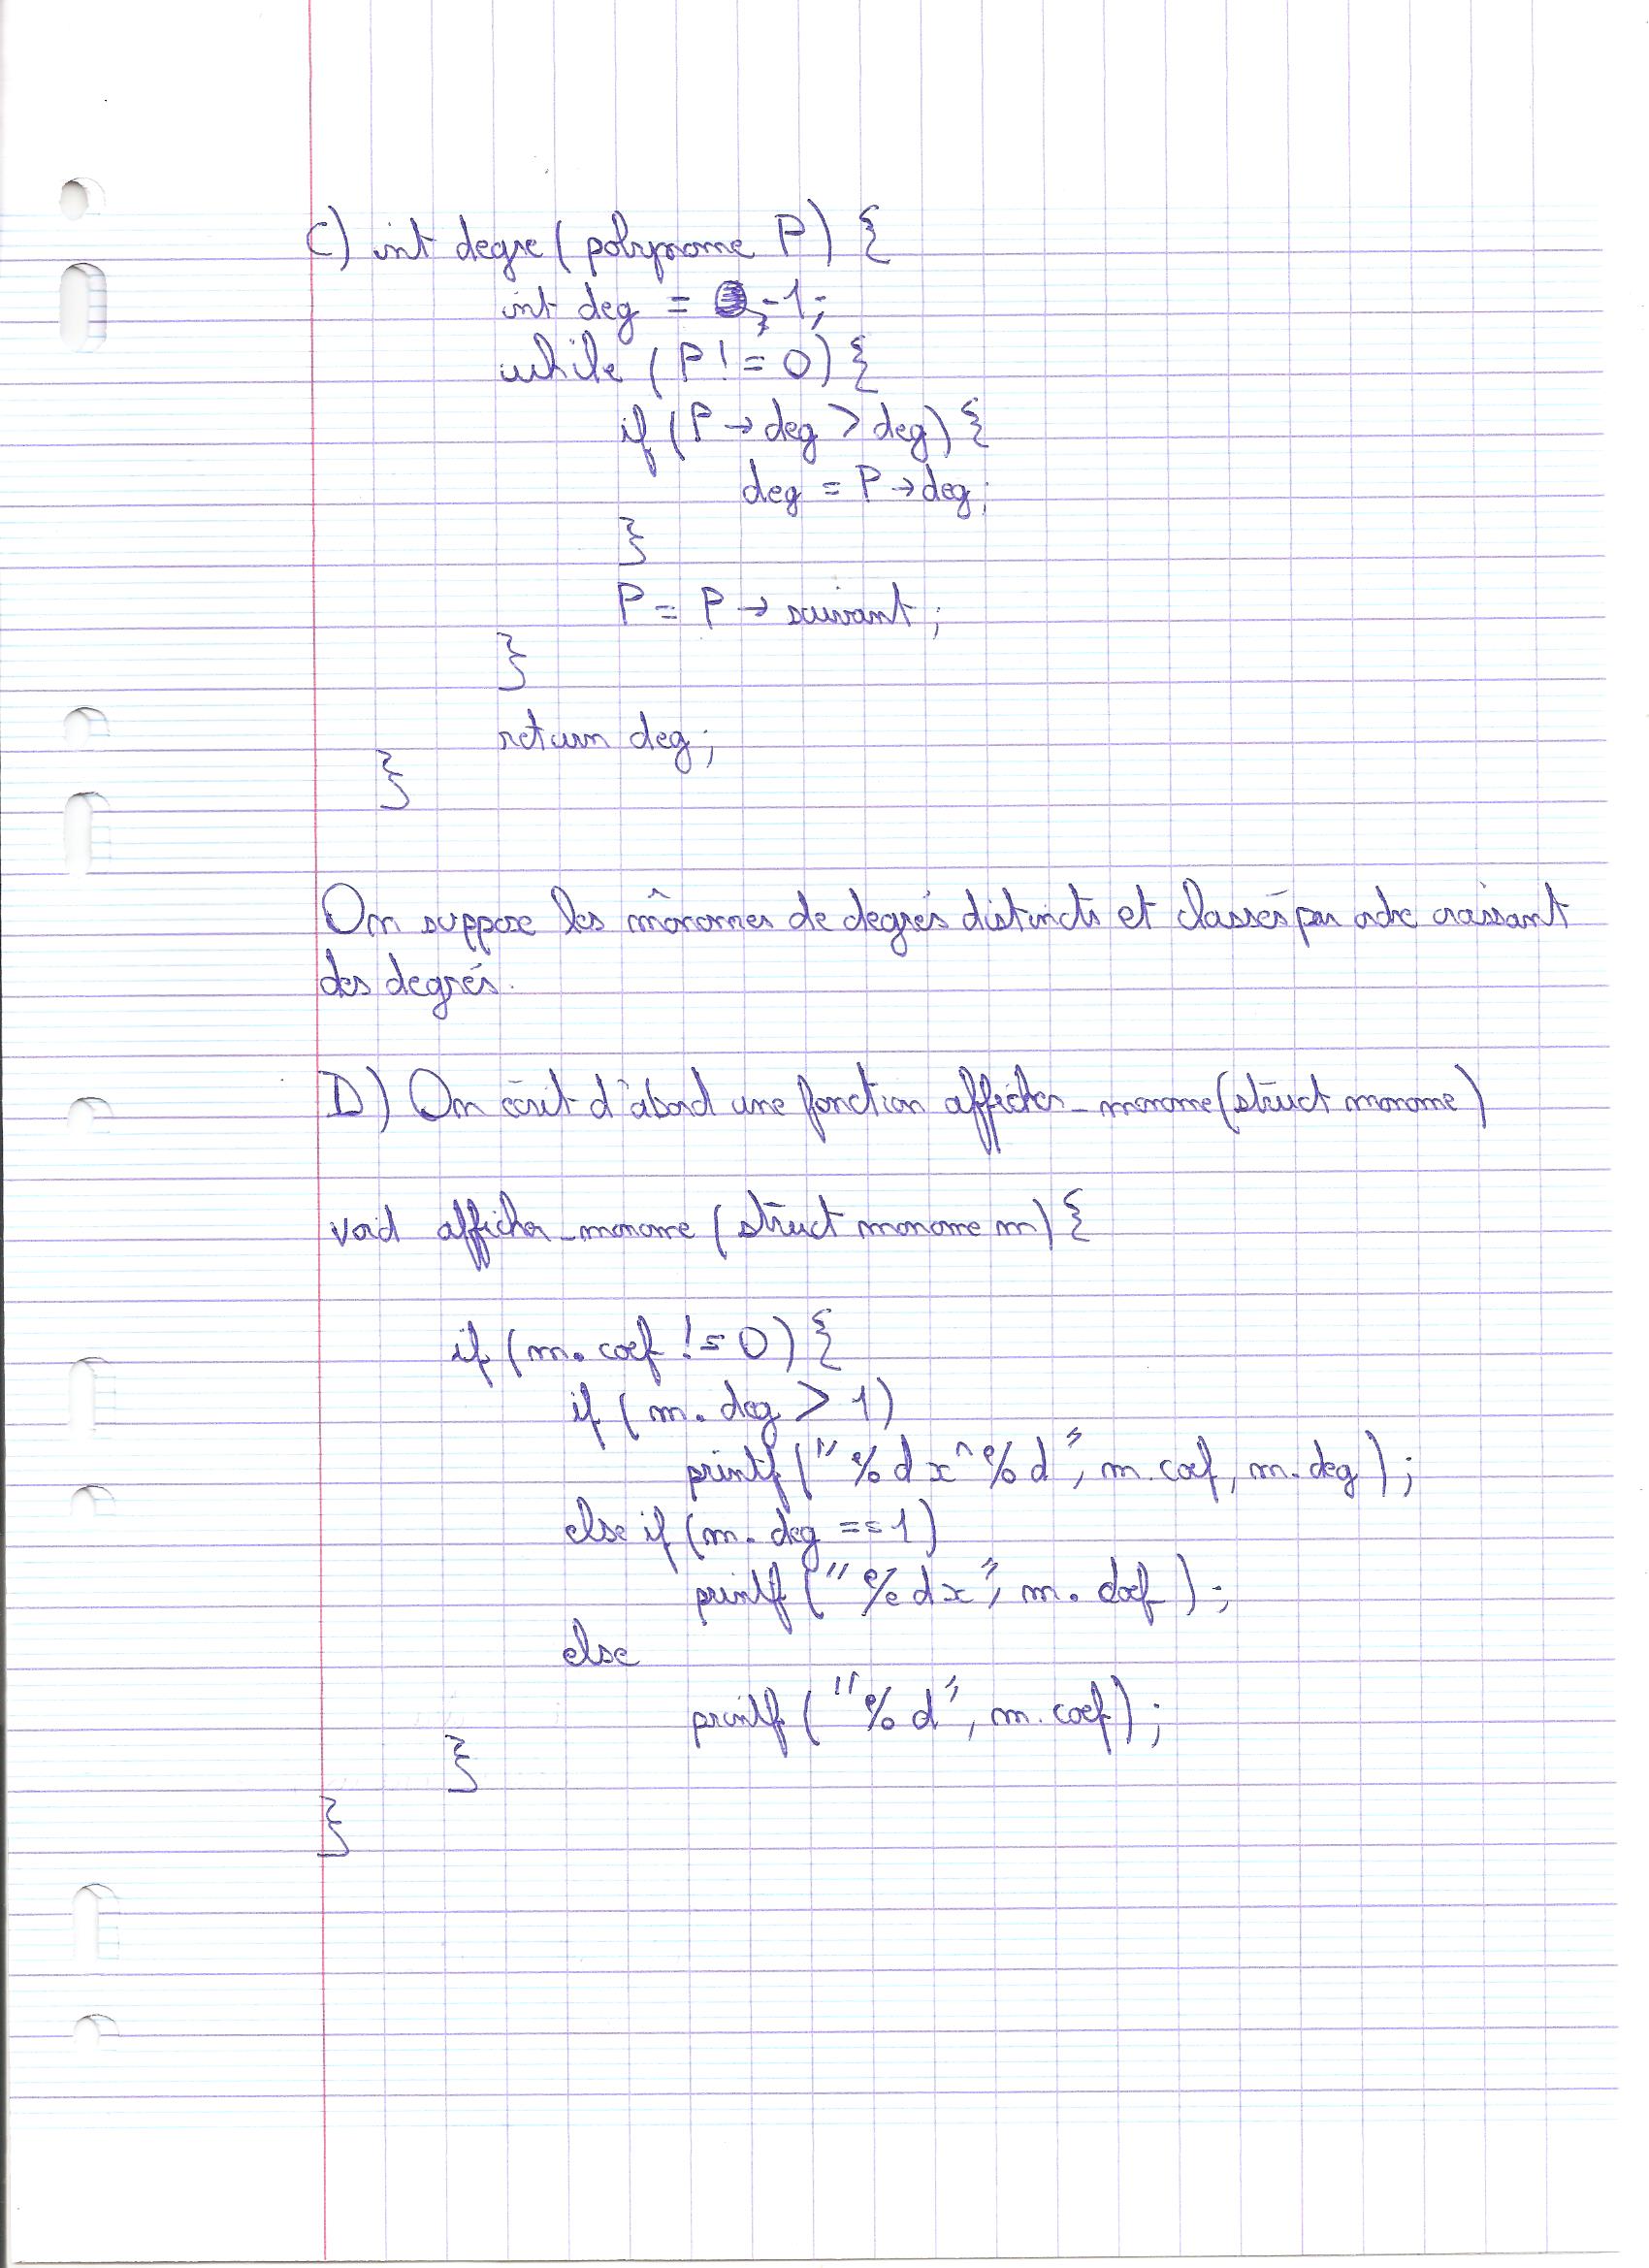 C) int degre (polynome P) {
int deg = -1;
while (P != 0) {
if (P → deg > deg) {
deg = P → deg;
}
P = P → suivant;
}
return deg;
}
On suppose les mônomes de degrés distincts et classés par odre croissant
des degrés.
D) On écrit d'abord une fonction afficher_monome(struct monome)
void afficher_monome (struct monome m) {
if (m. coef != 0) {
if (m. deg > 1)
printf ("%d x^%d", m. coef, m. deg);
else if (m. deg == 1)
printf ("%d x", m. coef);
else
printf ("%d", m. coef);
}
}